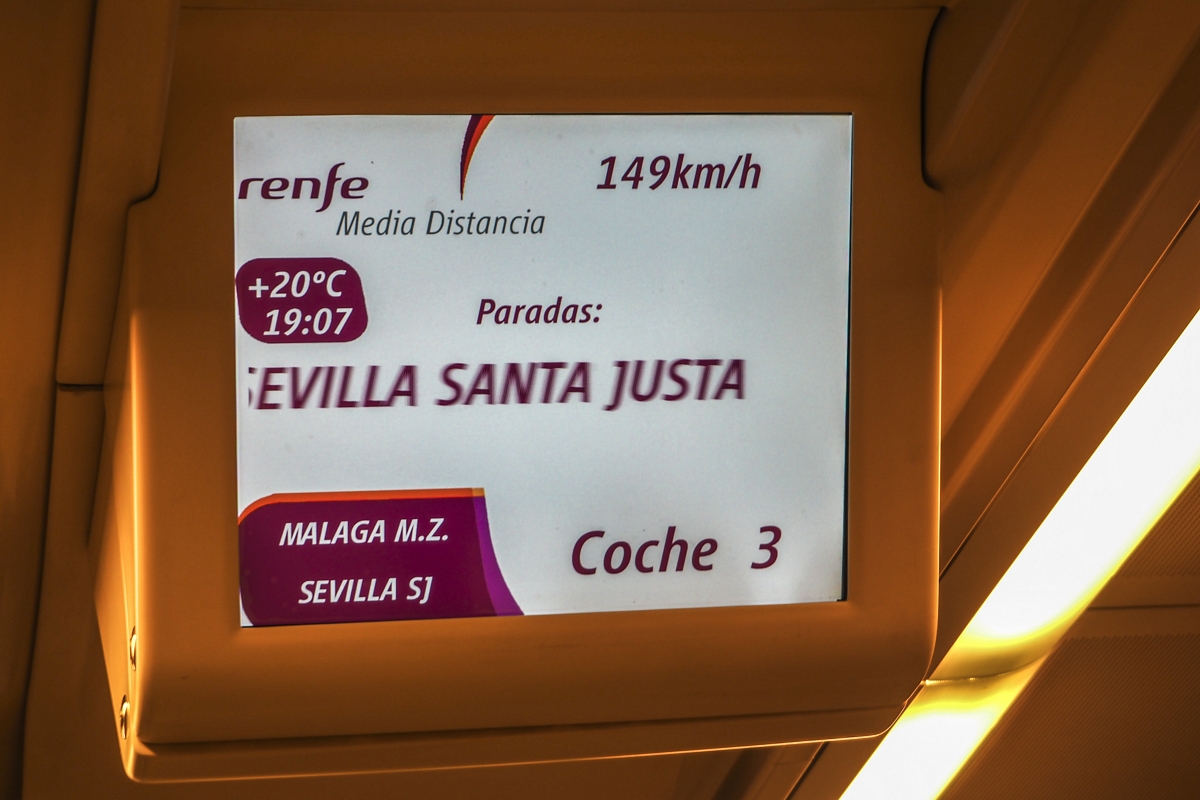 renfe
149km/h
Media Distancia
+20ºC
19:07
Paradas:
SEVILLA SANTA JUSTA
MALAGA M.Z.
SEVILLA SJ
Coche 3